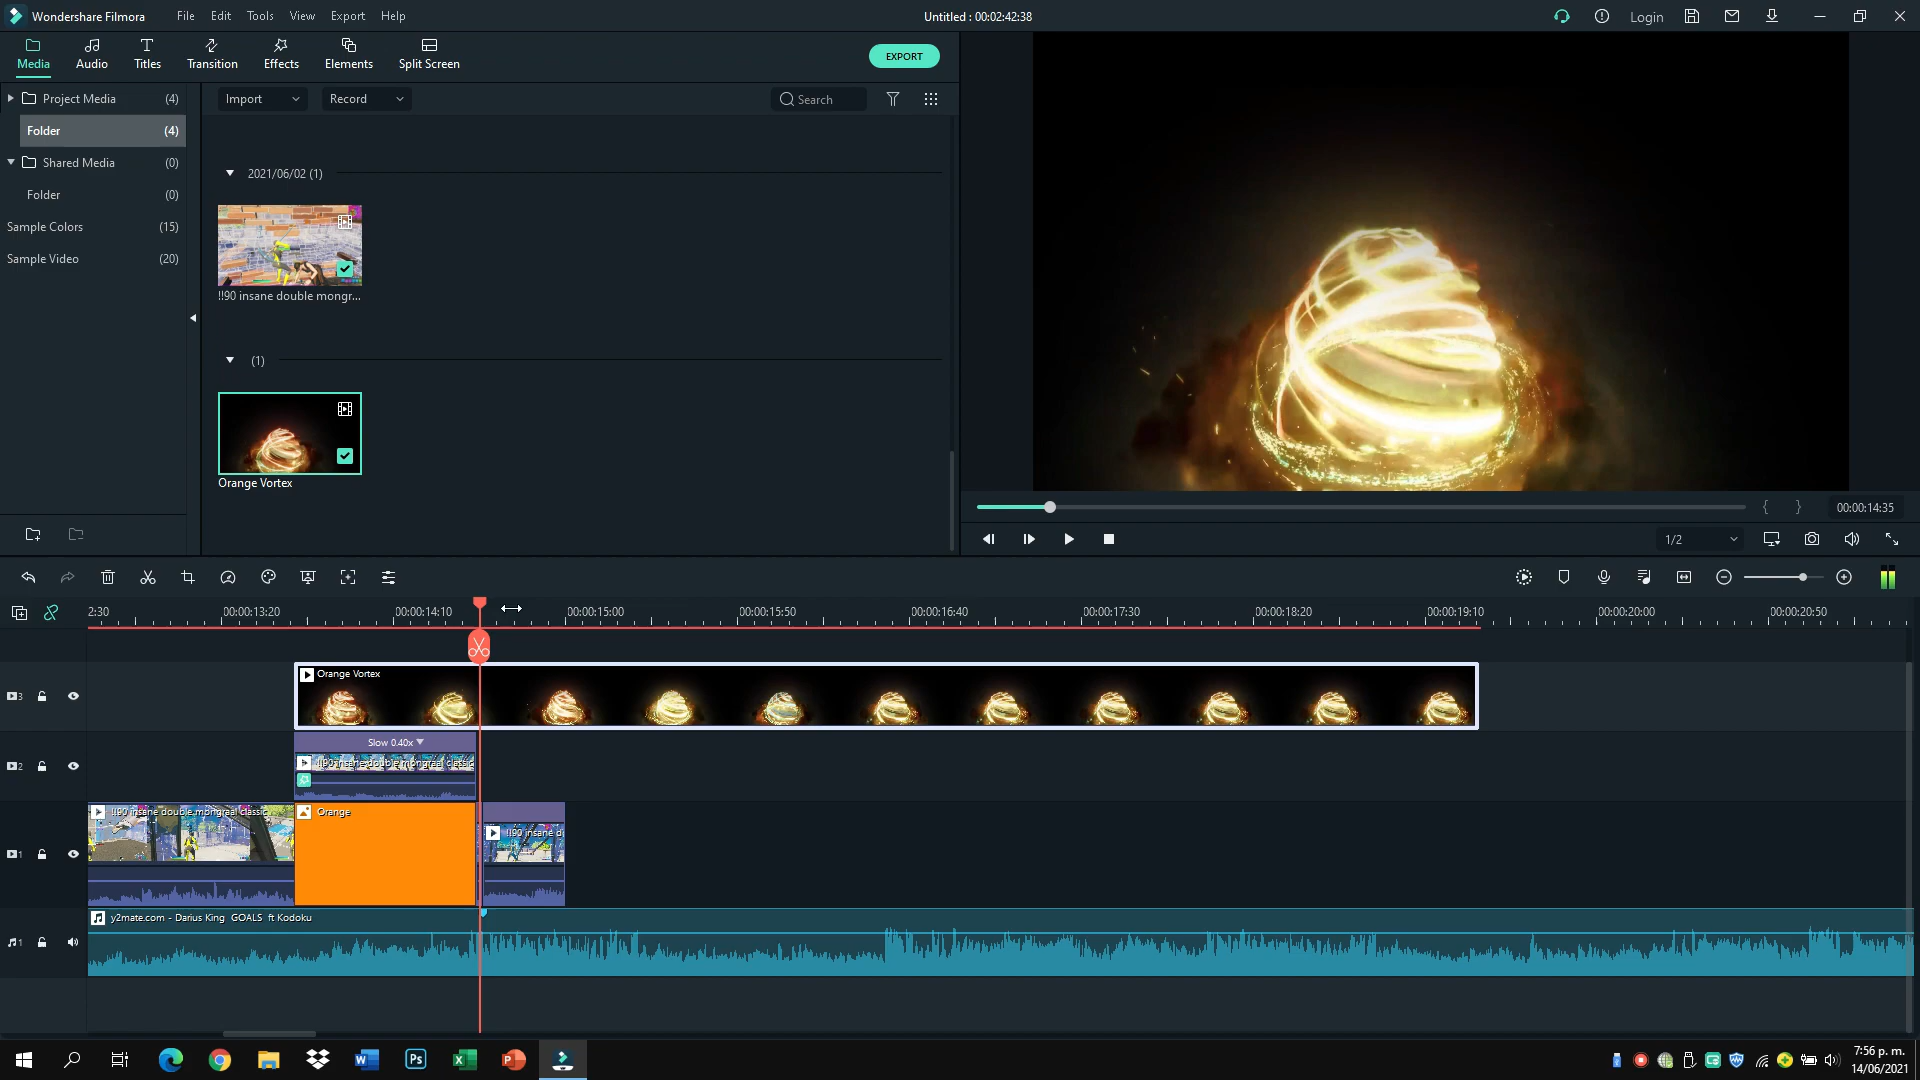 Wondershare Filmora
File Edit Tools View Export Help
Untitled : 00:02:42:38
Login
Media Audio Titles Transition Effects Elements Split Screen
EXPORT
Project Media (4)
Folder (4)
Shared Media (0)
Folder (0)
Sample Colors (15)
Sample Video (20)
Import
Record
Search
2021/06/02 (1)
!!90 insane double mongr...
(1)
Orange Vortex
00:00:14:35
1/2
2:30 00:00:13:20 00:00:14:10 00:00:15:00 00:00:15:50 00:00:16:40 00:00:17:30 00:00:18:20 00:00:19:10 00:00:20:00 00:00:20:50
3
Orange Vortex
2
Slow 0.40x
!!90 insane double mongraal classic
1
!!90 insane double mongraal classic
Orange
!!90 insane d
1
y2mate.com - Darius King GOALS ft Kodoku
7:56 p. m.
14/06/2021